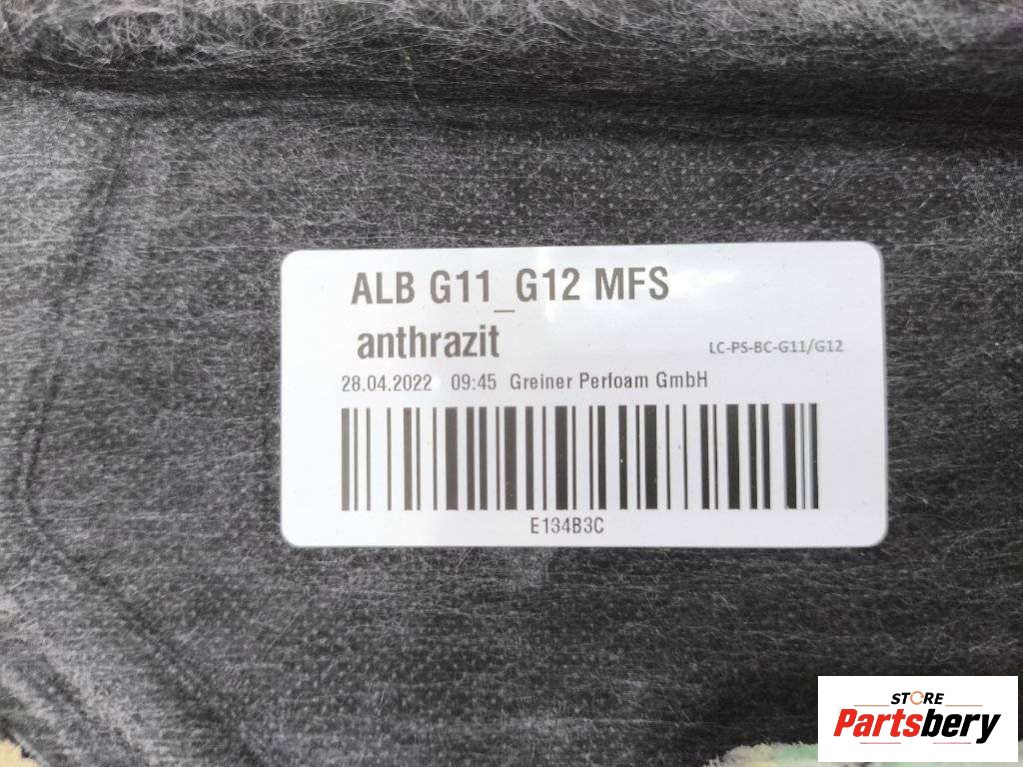 ALB G11_G12 MFS
anthrazit
LC-PS-BC-G11/G12
28.04.2022 09:45 Greiner Perfoam GmbH
E134B3C
STORE
Partsbery